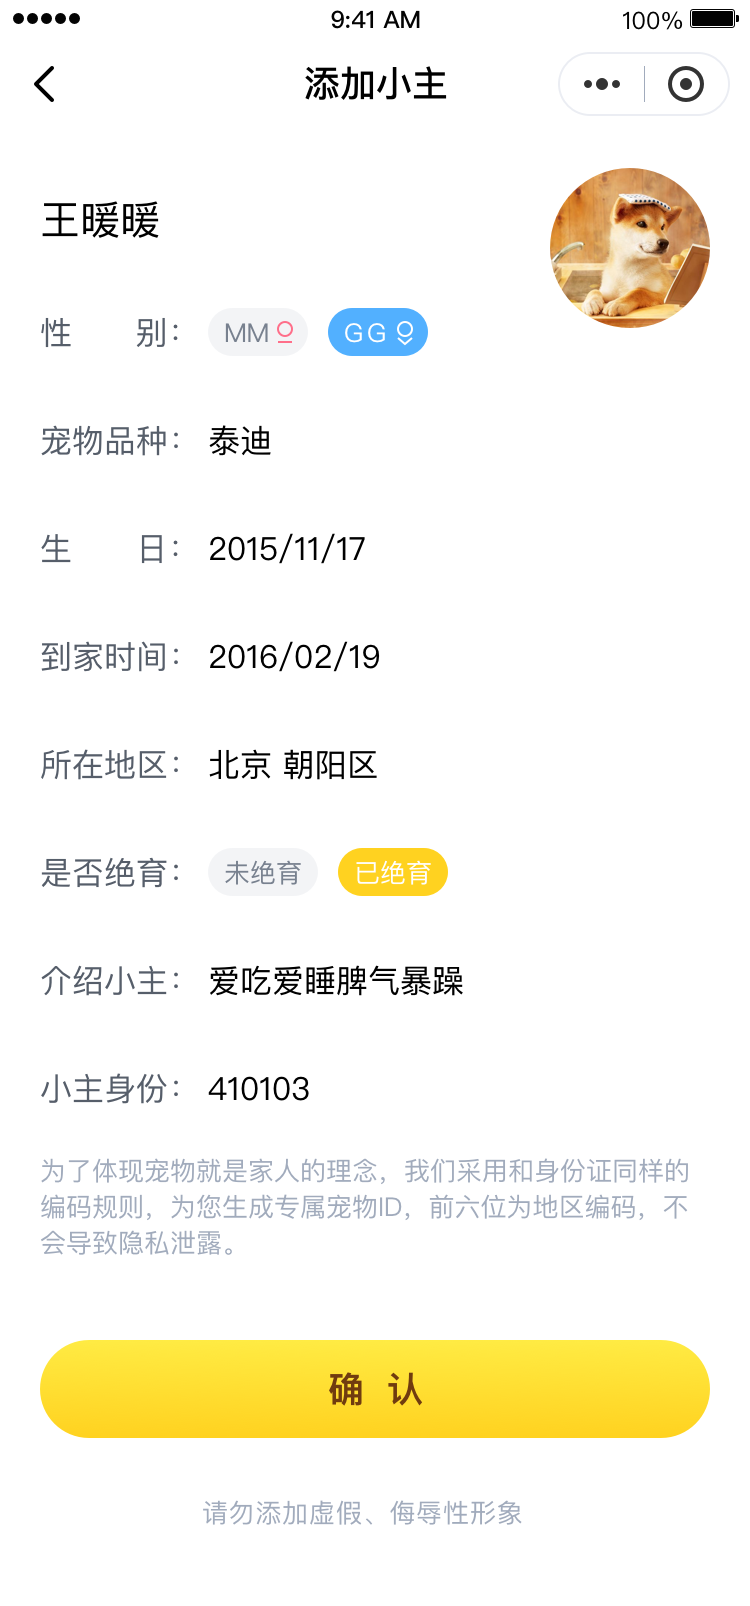 9:41 AM
100%
添加小主
王暖暖
性 别：
MM
GG
宠物品种：
泰迪
生 日：
2015/11/17
到家时间：
2016/02/19
所在地区：
北京 朝阳区
是否绝育：
未绝育
已绝育
介绍小主：
爱吃爱睡脾气暴躁
小主身份：
410103
为了体现宠物就是家人的理念，我们采用和身份证同样的
编码规则，为您生成专属宠物ID，前六位为地区编码，不
会导致隐私泄露。
确 认
请勿添加虚假、侮辱性形象